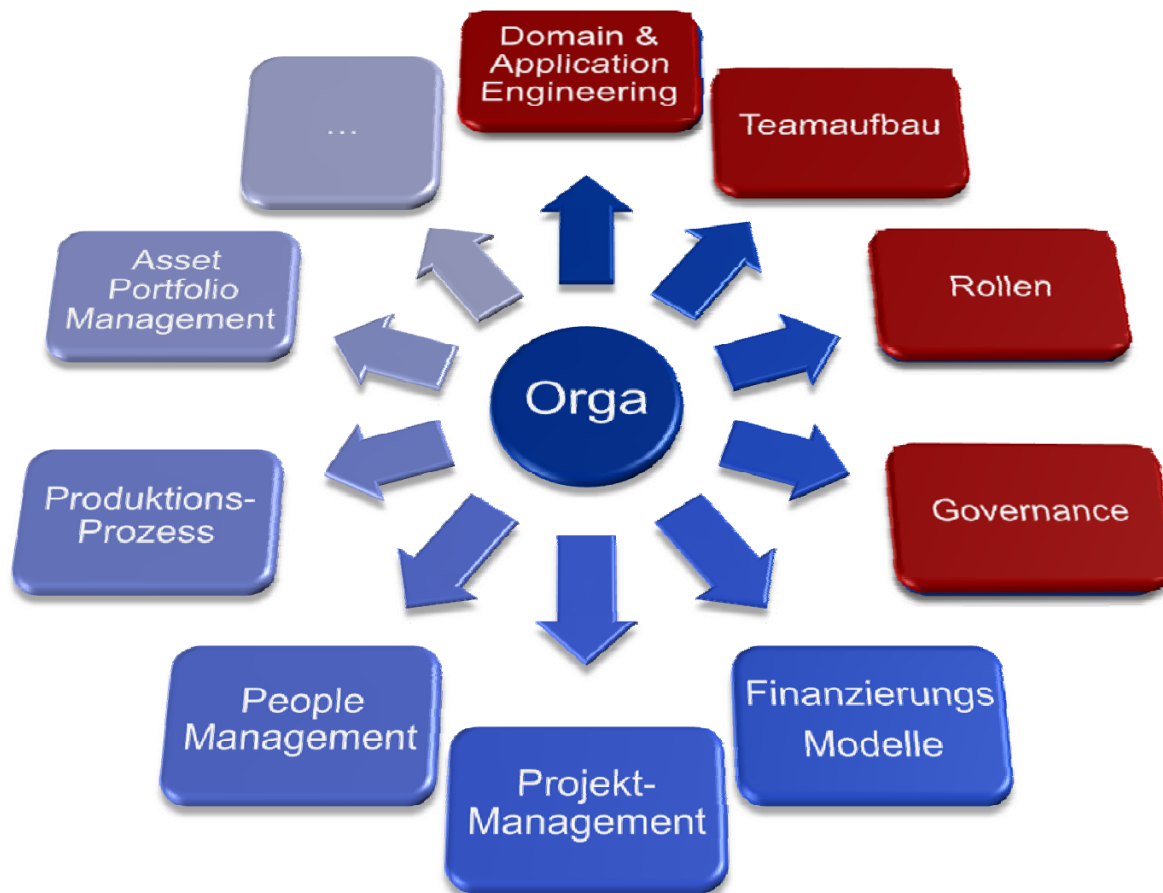 Domain &
Application
Engineering
Teamaufbau
Rollen
Governance
Finanzierungs
Modelle
Projekt-
Management
People
Management
Produktions-
Prozess
Asset
Portfolio
Management
...
Orga